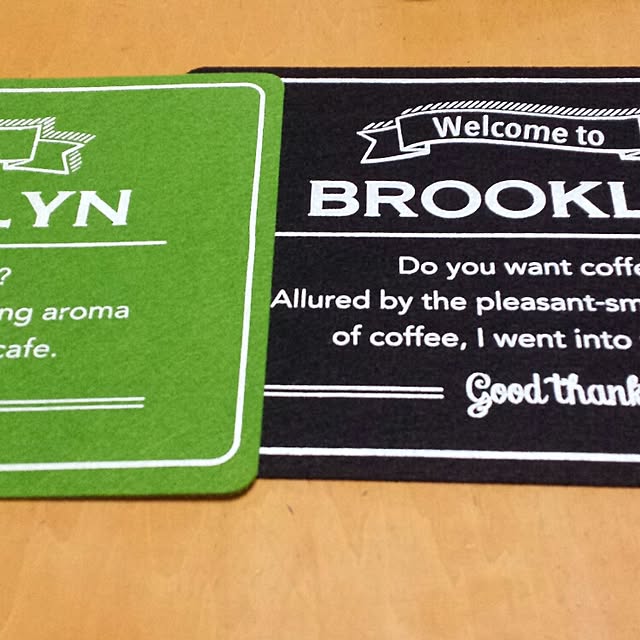 LYN
?
ng aroma
cafe.
Welcome to
BROOKL
Do you want coffe
Allured by the pleasant-sm
of coffee, I went into
Good thank